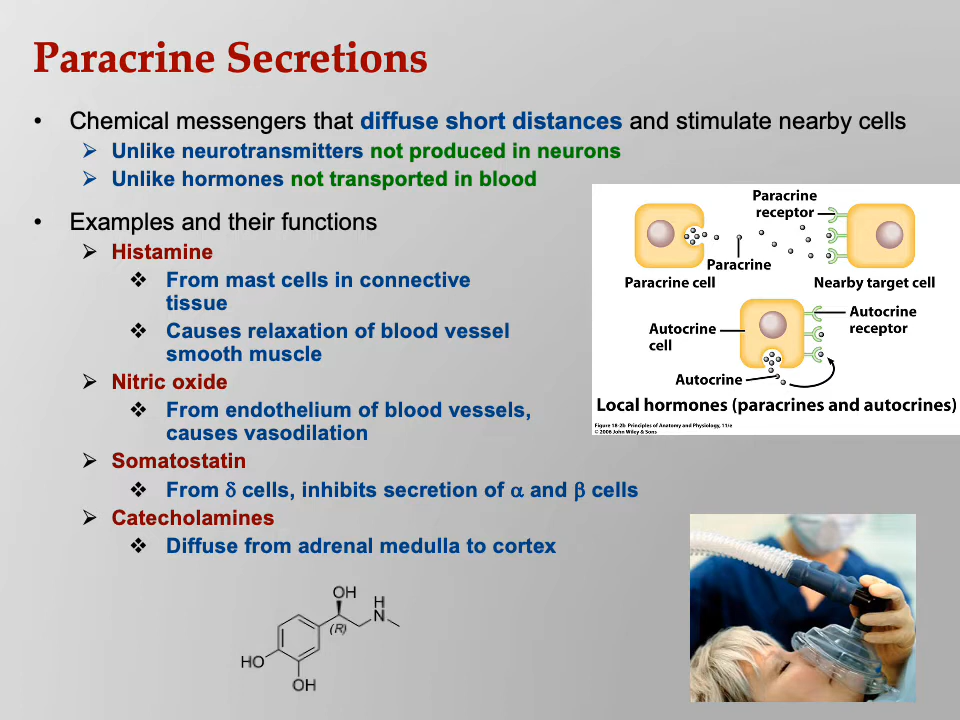 Paracrine Secretions
• Chemical messengers that diffuse short distances and stimulate nearby cells
➢ Unlike neurotransmitters not produced in neurons
➢ Unlike hormones not transported in blood
• Examples and their functions
➢ Histamine
❖ From mast cells in connective
tissue
❖ Causes relaxation of blood vessel
smooth muscle
➢ Nitric oxide
❖ From endothelium of blood vessels,
causes vasodilation
➢ Somatostatin
❖ From δ cells, inhibits secretion of α and β cells
➢ Catecholamines
❖ Diffuse from adrenal medulla to cortex
Paracrine
receptor
Paracrine
Paracrine cell
Nearby target cell
Autocrine
cell
Autocrine
receptor
Autocrine
Local hormones (paracrines and autocrines)
Figure 18-2b Principles of Anatomy and Physiology, 11/e
© 2006 John Wiley & Sons
OH
H
N
(R)
HO
OH